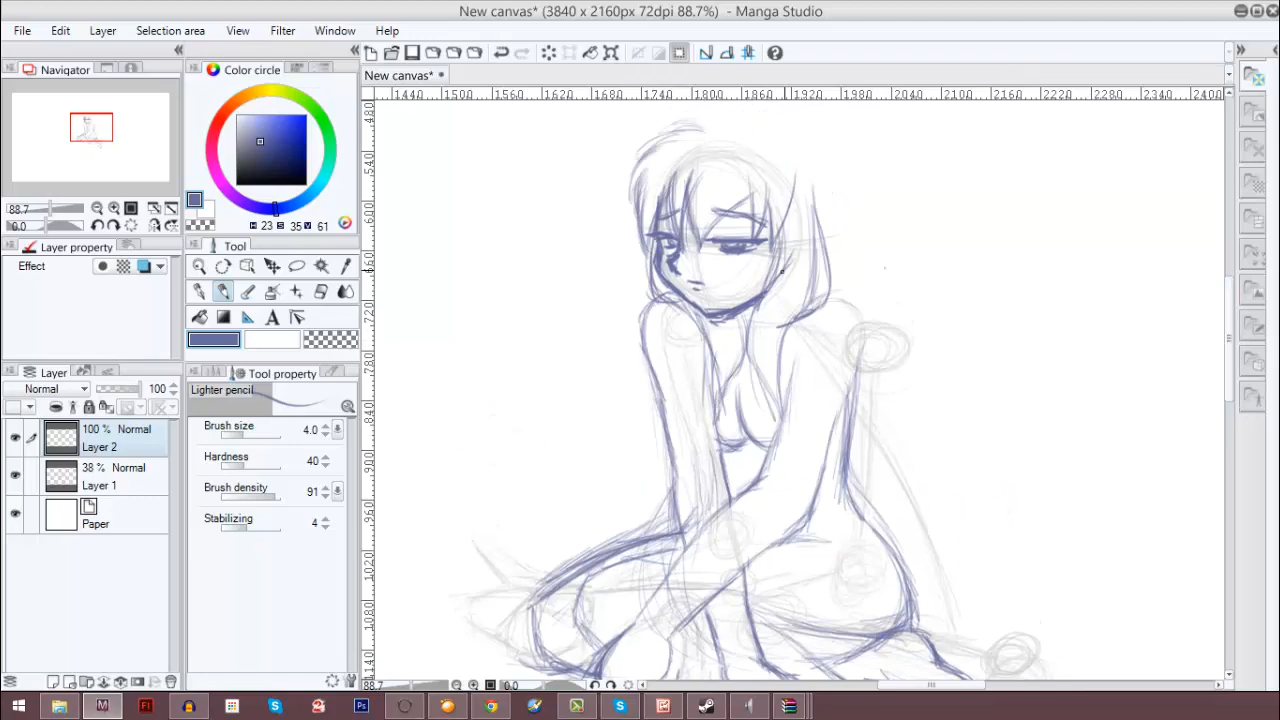 New canvas* (3840 x 2160px 72dpi 88.7%) - Manga Studio
File Edit Layer Selection area View Filter Window Help
Navigator
Color circle
New canvas*
1440 1500 1560 1620 1680 1740 1800 1860 1920 1980 2040 2100 2160 2220 2280 2340 2400
88.7
0.0
H 23 S 35 V 61
Layer property
Tool
Effect
Layer
Tool property
Normal 100
Lighter pencil
100 % Normal
Layer 2
38 % Normal
Layer 1
Paper
Brush size 4.0
Hardness 40
Brush density 91
Stabilizing 4
88.7 0.0